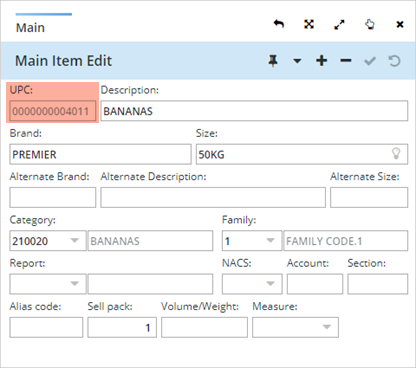 Main
Main Item Edit
UPC: Description:
0000000004011 BANANAS
Brand: Size:
PREMIER 50KG
Alternate Brand: Alternate Description: Alternate Size:
Category: Family:
210020 BANANAS 1 FAMILY CODE.1
Report: NACS: Account: Section:
Alias code: Sell pack: Volume/Weight: Measure:
1